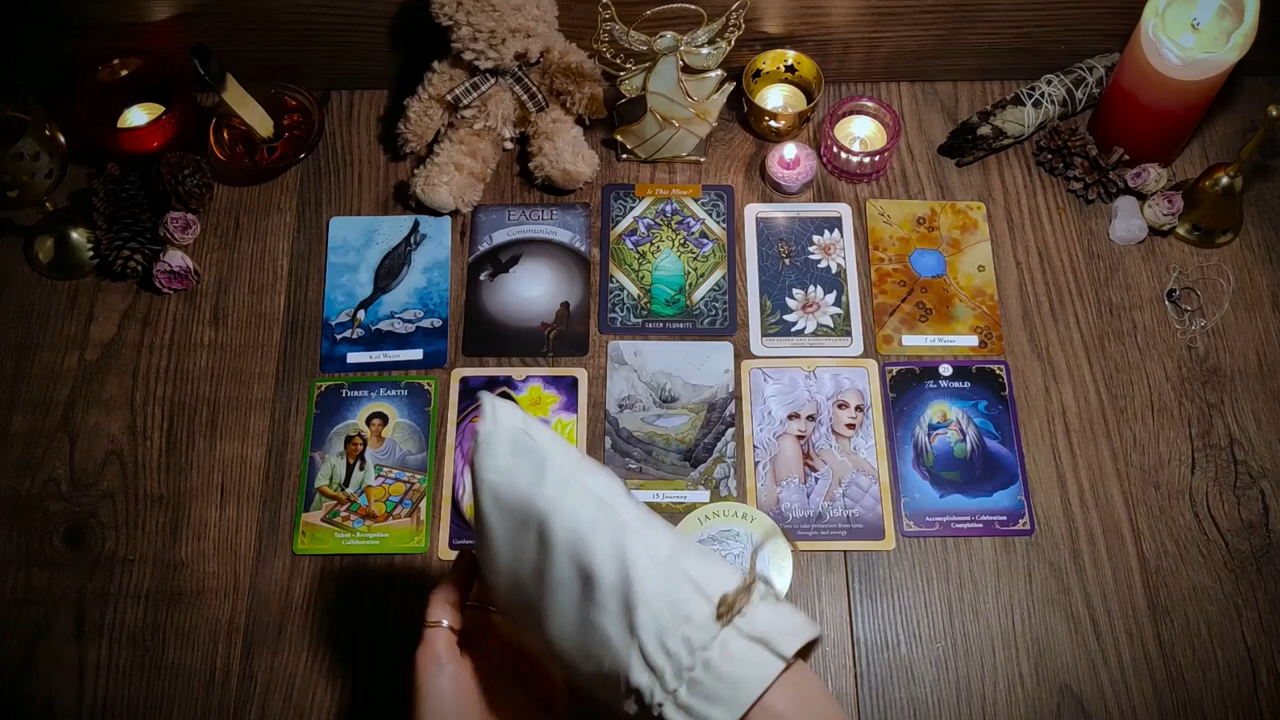 Is This Mine?
EAGLE
Communion
6 of Water
GREEN FLUORITE
7 of Water
THREE of EARTH
Talent • Recognition
Collaboration
15 Journey
JANUARY
Silver Sisters
Time to take protection from toxic
thoughts and energy
21
The WORLD
Accomplishment • Celebration
Completion